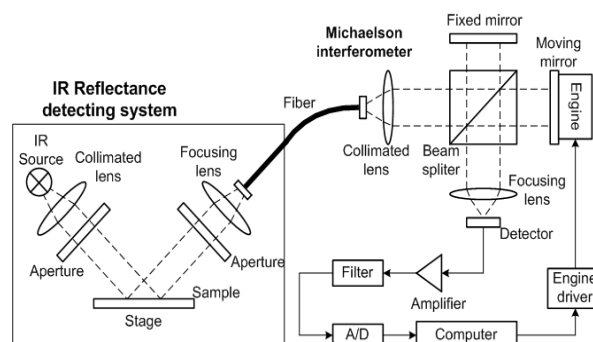 Michaelson
interferometer
Fixed mirror
Moving
mirror
Engine
IR Reflectance
detecting system
Fiber
IR
Source
Collimated
lens
Focusing
lens
Collimated
lens
Beam
spliter
Focusing
lens
Aperture
Aperture
Detector
Sample
Stage
Filter
Amplifier
Engine
driver
A/D
Computer